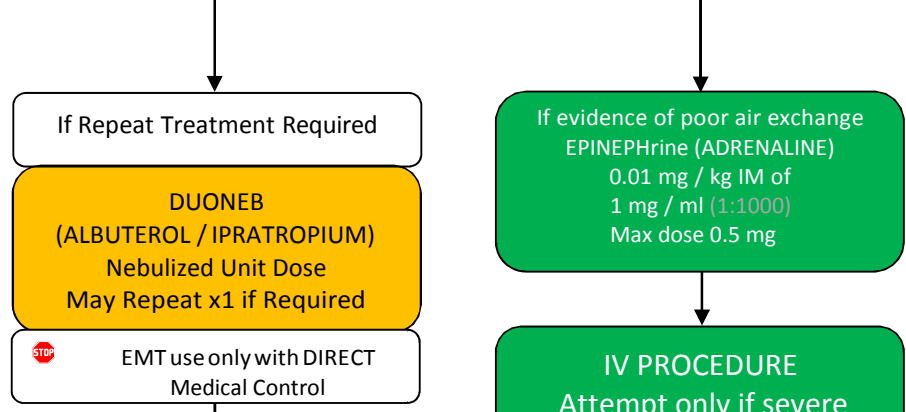 If Repeat Treatment Required
DUONEB
(ALBUTEROL / IPRATROPIUM)
Nebulized Unit Dose
May Repeat x1 if Required
STOP
EMT use only with DIRECT
Medical Control
If evidence of poor air exchange
EPINEPHrine (ADRENALINE)
0.01 mg / kg IM of
1 mg / ml (1:1000)
Max dose 0.5 mg
IV PROCEDURE
Attempt only if severe